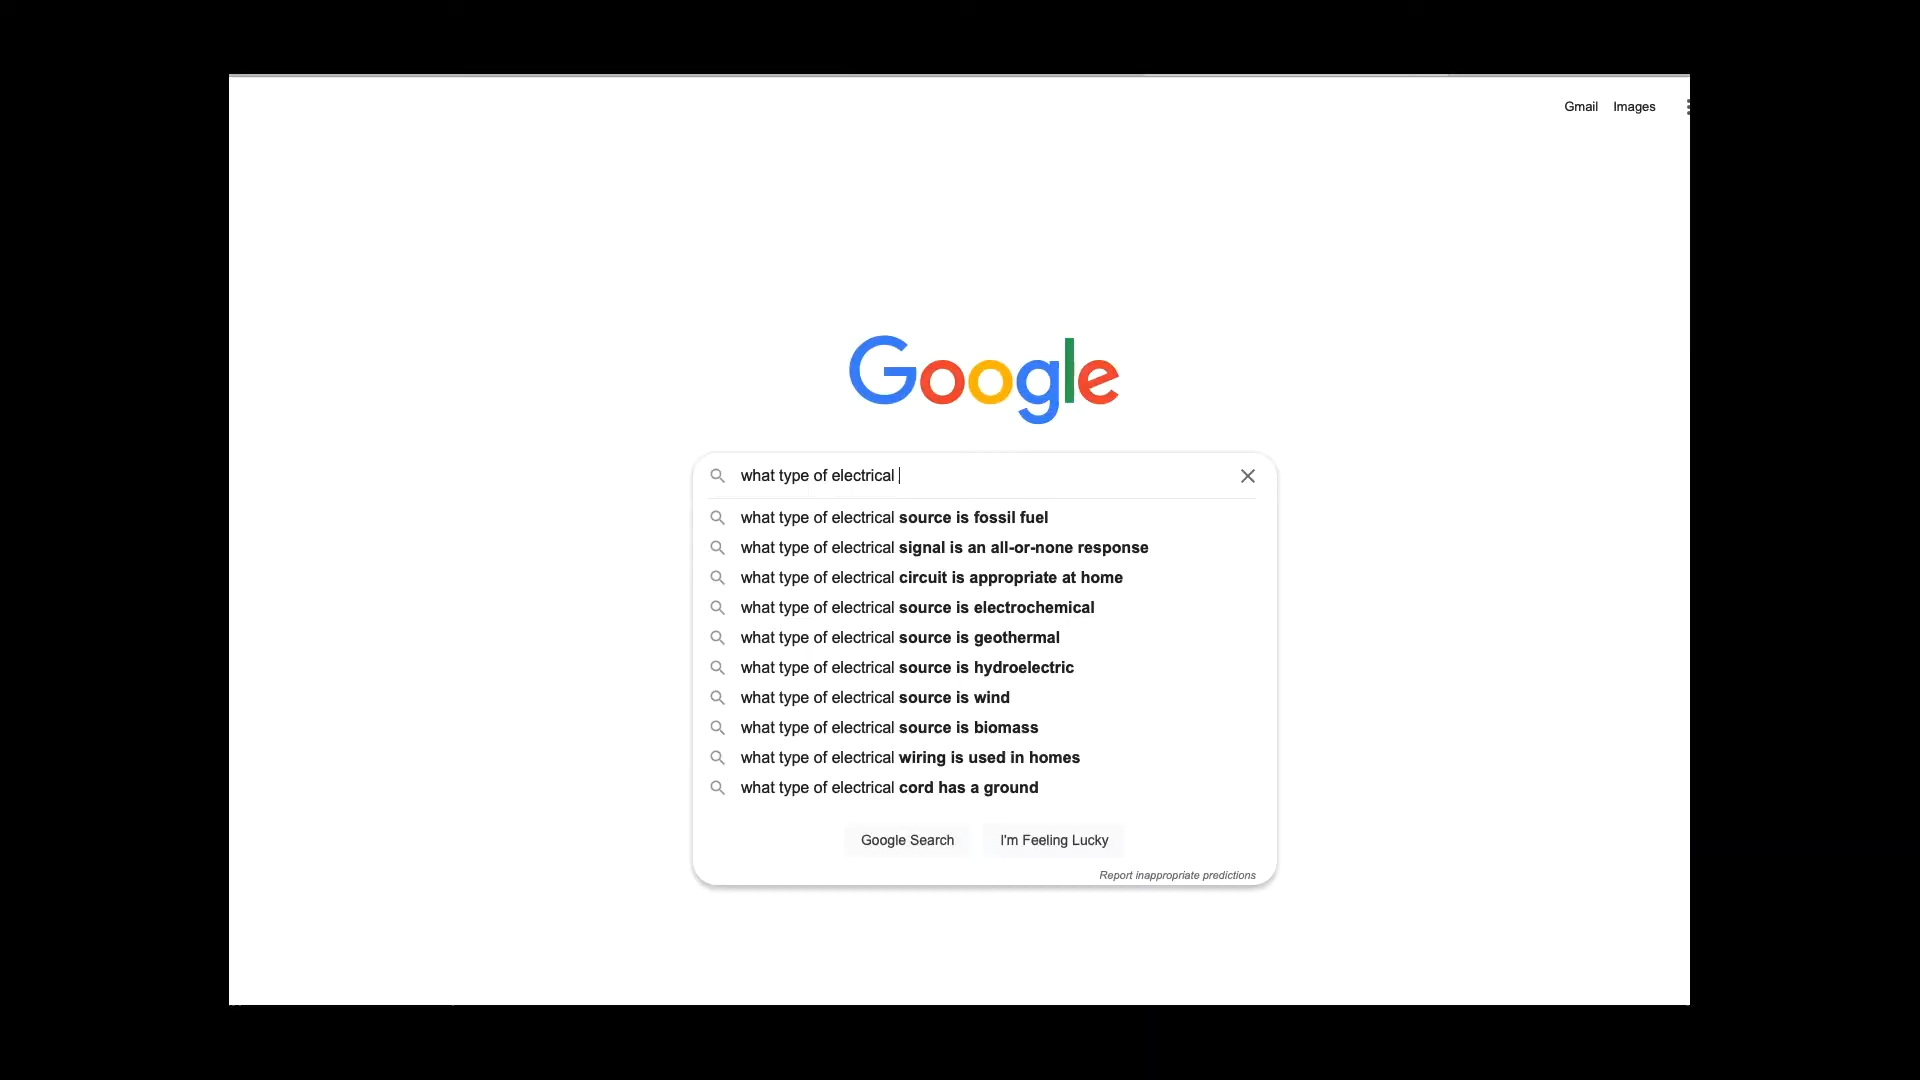 Gmail Images
Google
what type of electrical
what type of electrical source is fossil fuel
what type of electrical signal is an all-or-none response
what type of electrical circuit is appropriate at home
what type of electrical source is electrochemical
what type of electrical source is geothermal
what type of electrical source is hydroelectric
what type of electrical source is wind
what type of electrical source is biomass
what type of electrical wiring is used in homes
what type of electrical cord has a ground
Google Search I'm Feeling Lucky
Report inappropriate predictions